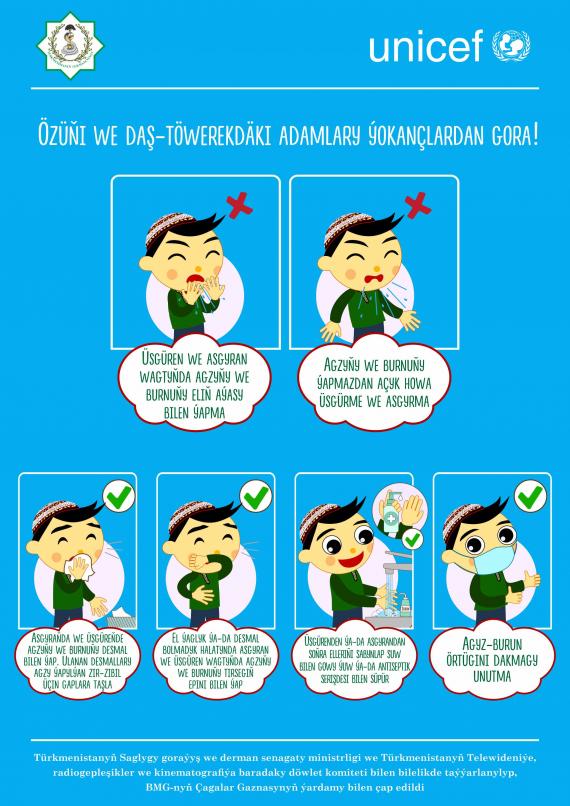 unicef
ÖZÜŇI WE DAŞ-TÖWEREKDÄKI ADAMLARY ÝOKANÇLARDAN GORA!
ÜSGÜREN WE ASGYRAN
WAGTYŇDA AGZYŇY WE
BURNUŇY ELIŇ AÝASY
BILEN ÝAPMA
AGZYŇY WE BURNUŇY
ÝAPMAZDAN AÇYK HOWA
ÜSGÜRME WE ASGYRMA
ASGYRANDA WE ÜSGÜREŇDE
AGZYŇY WE BURNUŇY DESMAL
BILEN ÝAP. ULANAN DESMALLARY
AGZY ÝAPYLÝAN ZIR-ZIBIL
ÜÇIN GAPLARA TAŞLA
EL ÝAGLYK ÝA-DA DESMAL
BOLMADYK HALATYNDA ASGYRAN
WE ÜSGÜREN WAGTYŇDA AGZYŇY
WE BURNUŇY TIRSEGIŇ
EPINI BILEN ÝAP
ÜSGÜRENDEN ÝA-DA ASGYRANDAN
SOŇRA ELLERIŇI SABYNLAP SUW
BILEN GOWY ÝUW ÝA-DA ANTISEPTIK
SERIŞDESI BILEN SÜPÜR
AGYZ-BURUN
ÖRTÜGINI DAKMAGY
UNUTMA
Türkmenistanyň Saglygy goraýyş we derman senagaty ministrligi we Türkmenistanyň Telewideniýe,
radiogepleşikler we kinematografiýa baradaky döwlet komiteti bilen bilelikde taýýarlanylyp,
BMG-nyň Çagalar Gaznasynyň ýardamy bilen çap edildi